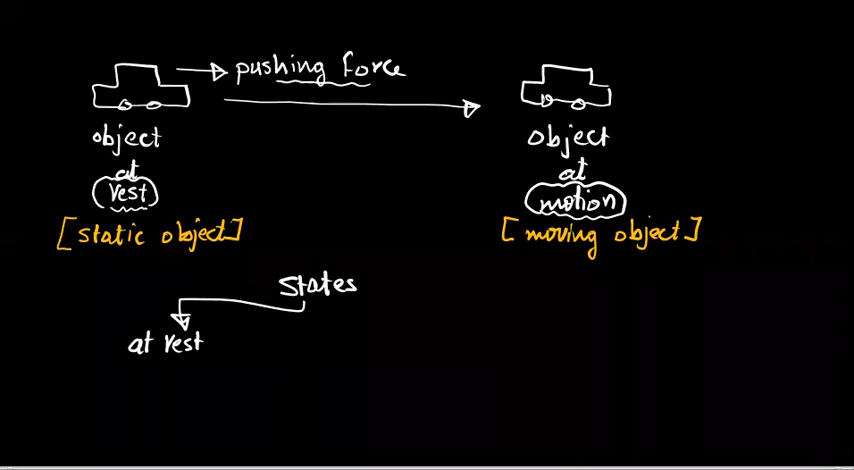 pushing force
object
at
rest
[static object]
object
at
motion
[moving object]
States
at rest